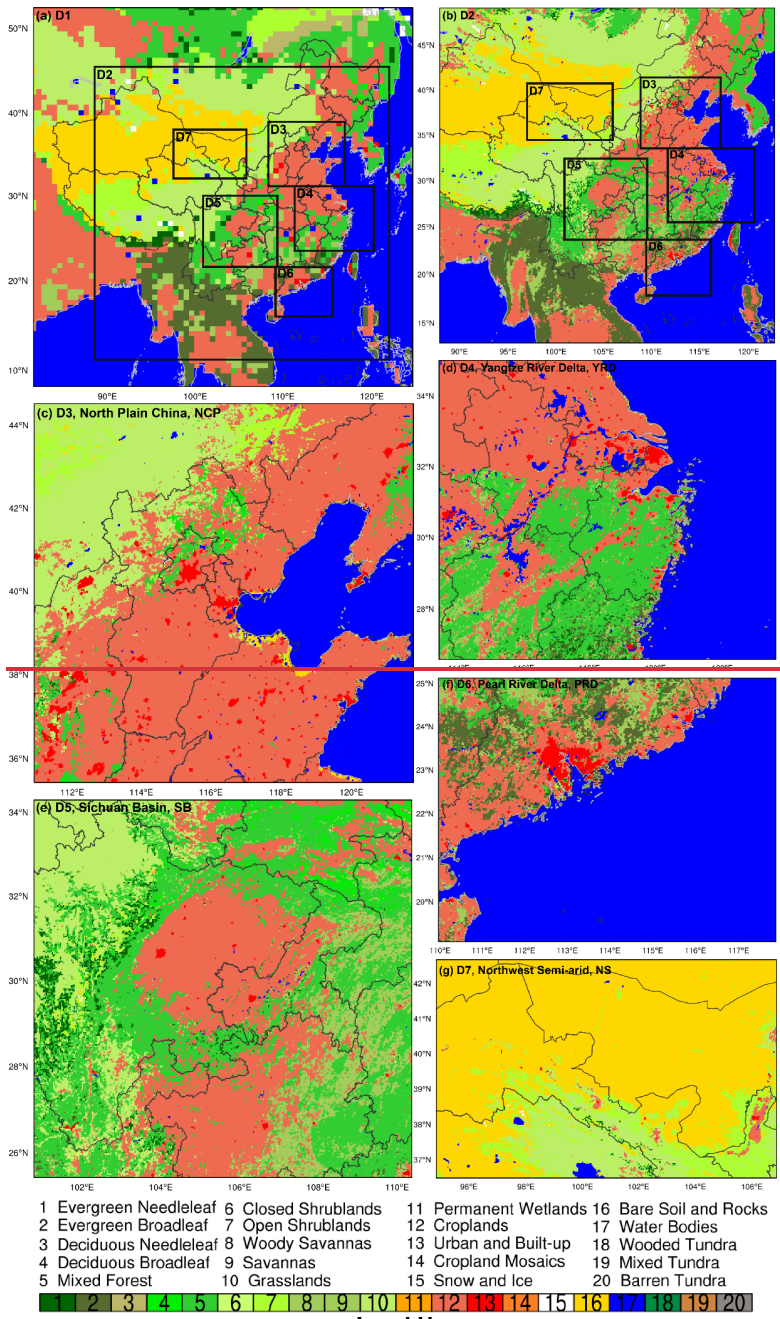 (a) D1
D2
D7
D3
D5
D4
D6
52°N
40°N
30°N
20°N
10°N
90°E
100°E
110°E
120°E
(b) D2
D7
D3
D5
D4
D6
45°N
40°N
35°N
30°N
25°N
20°N
15°N
90°E
95°E
100°E
105°E
110°E
115°E
120°E
(c) D3, North Plain China, NCP
44°N
42°N
40°N
38°N
36°N
112°E
114°E
116°E
118°E
120°E
(d) D4, Yangtze River Delta, YRD
34°N
32°N
30°N
28°N
(e) D5, Sichuan Basin, SB
34°N
32°N
30°N
28°N
26°N
102°E
104°E
106°E
108°E
110°E
(f) D6, Pearl River Delta, PRD
25°N
24°N
23°N
22°N
21°N
20°N
19°N
110°E
111°E
112°E
113°E
114°E
115°E
116°E
117°E
(g) D7, Northwest Semi-arid, NS
42°N
41°N
40°N
39°N
38°N
37°N
96°E
98°E
100°E
102°E
104°E
106°E
1 Evergreen Needleleaf 6 Closed Shrublands 11 Permanent Wetlands 16 Bare Soil and Rocks
2 Evergreen Broadleaf 7 Open Shrublands 12 Croplands 17 Water Bodies
3 Deciduous Needleleaf 8 Woody Savannas 13 Urban and Built-up 18 Wooded Tundra
4 Deciduous Broadleaf 9 Savannas 14 Cropland Mosaics 19 Mixed Tundra
5 Mixed Forest 10 Grasslands 15 Snow and Ice 20 Barren Tundra
1 2 3 4 5 6 7 8 9 10 11 12 13 14 15 16 17 18 19 20